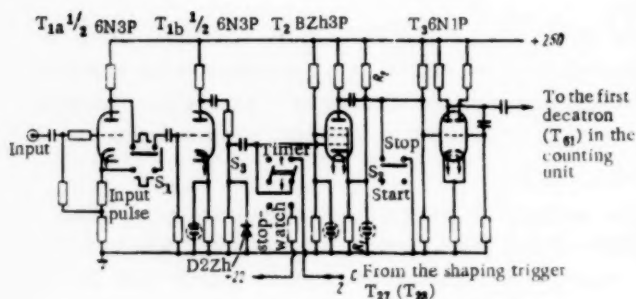 T1a 1/2 6N3P T1b 1/2 6N3P T2 BZh3P T3 6N1P
+250
To the first
decatron
(T61) in the
counting
unit
Input
S1
Input
pulse
S3
Timer
stop-
watch
D2Zh
Stop
Start
From the shaping trigger
T27 (T28)